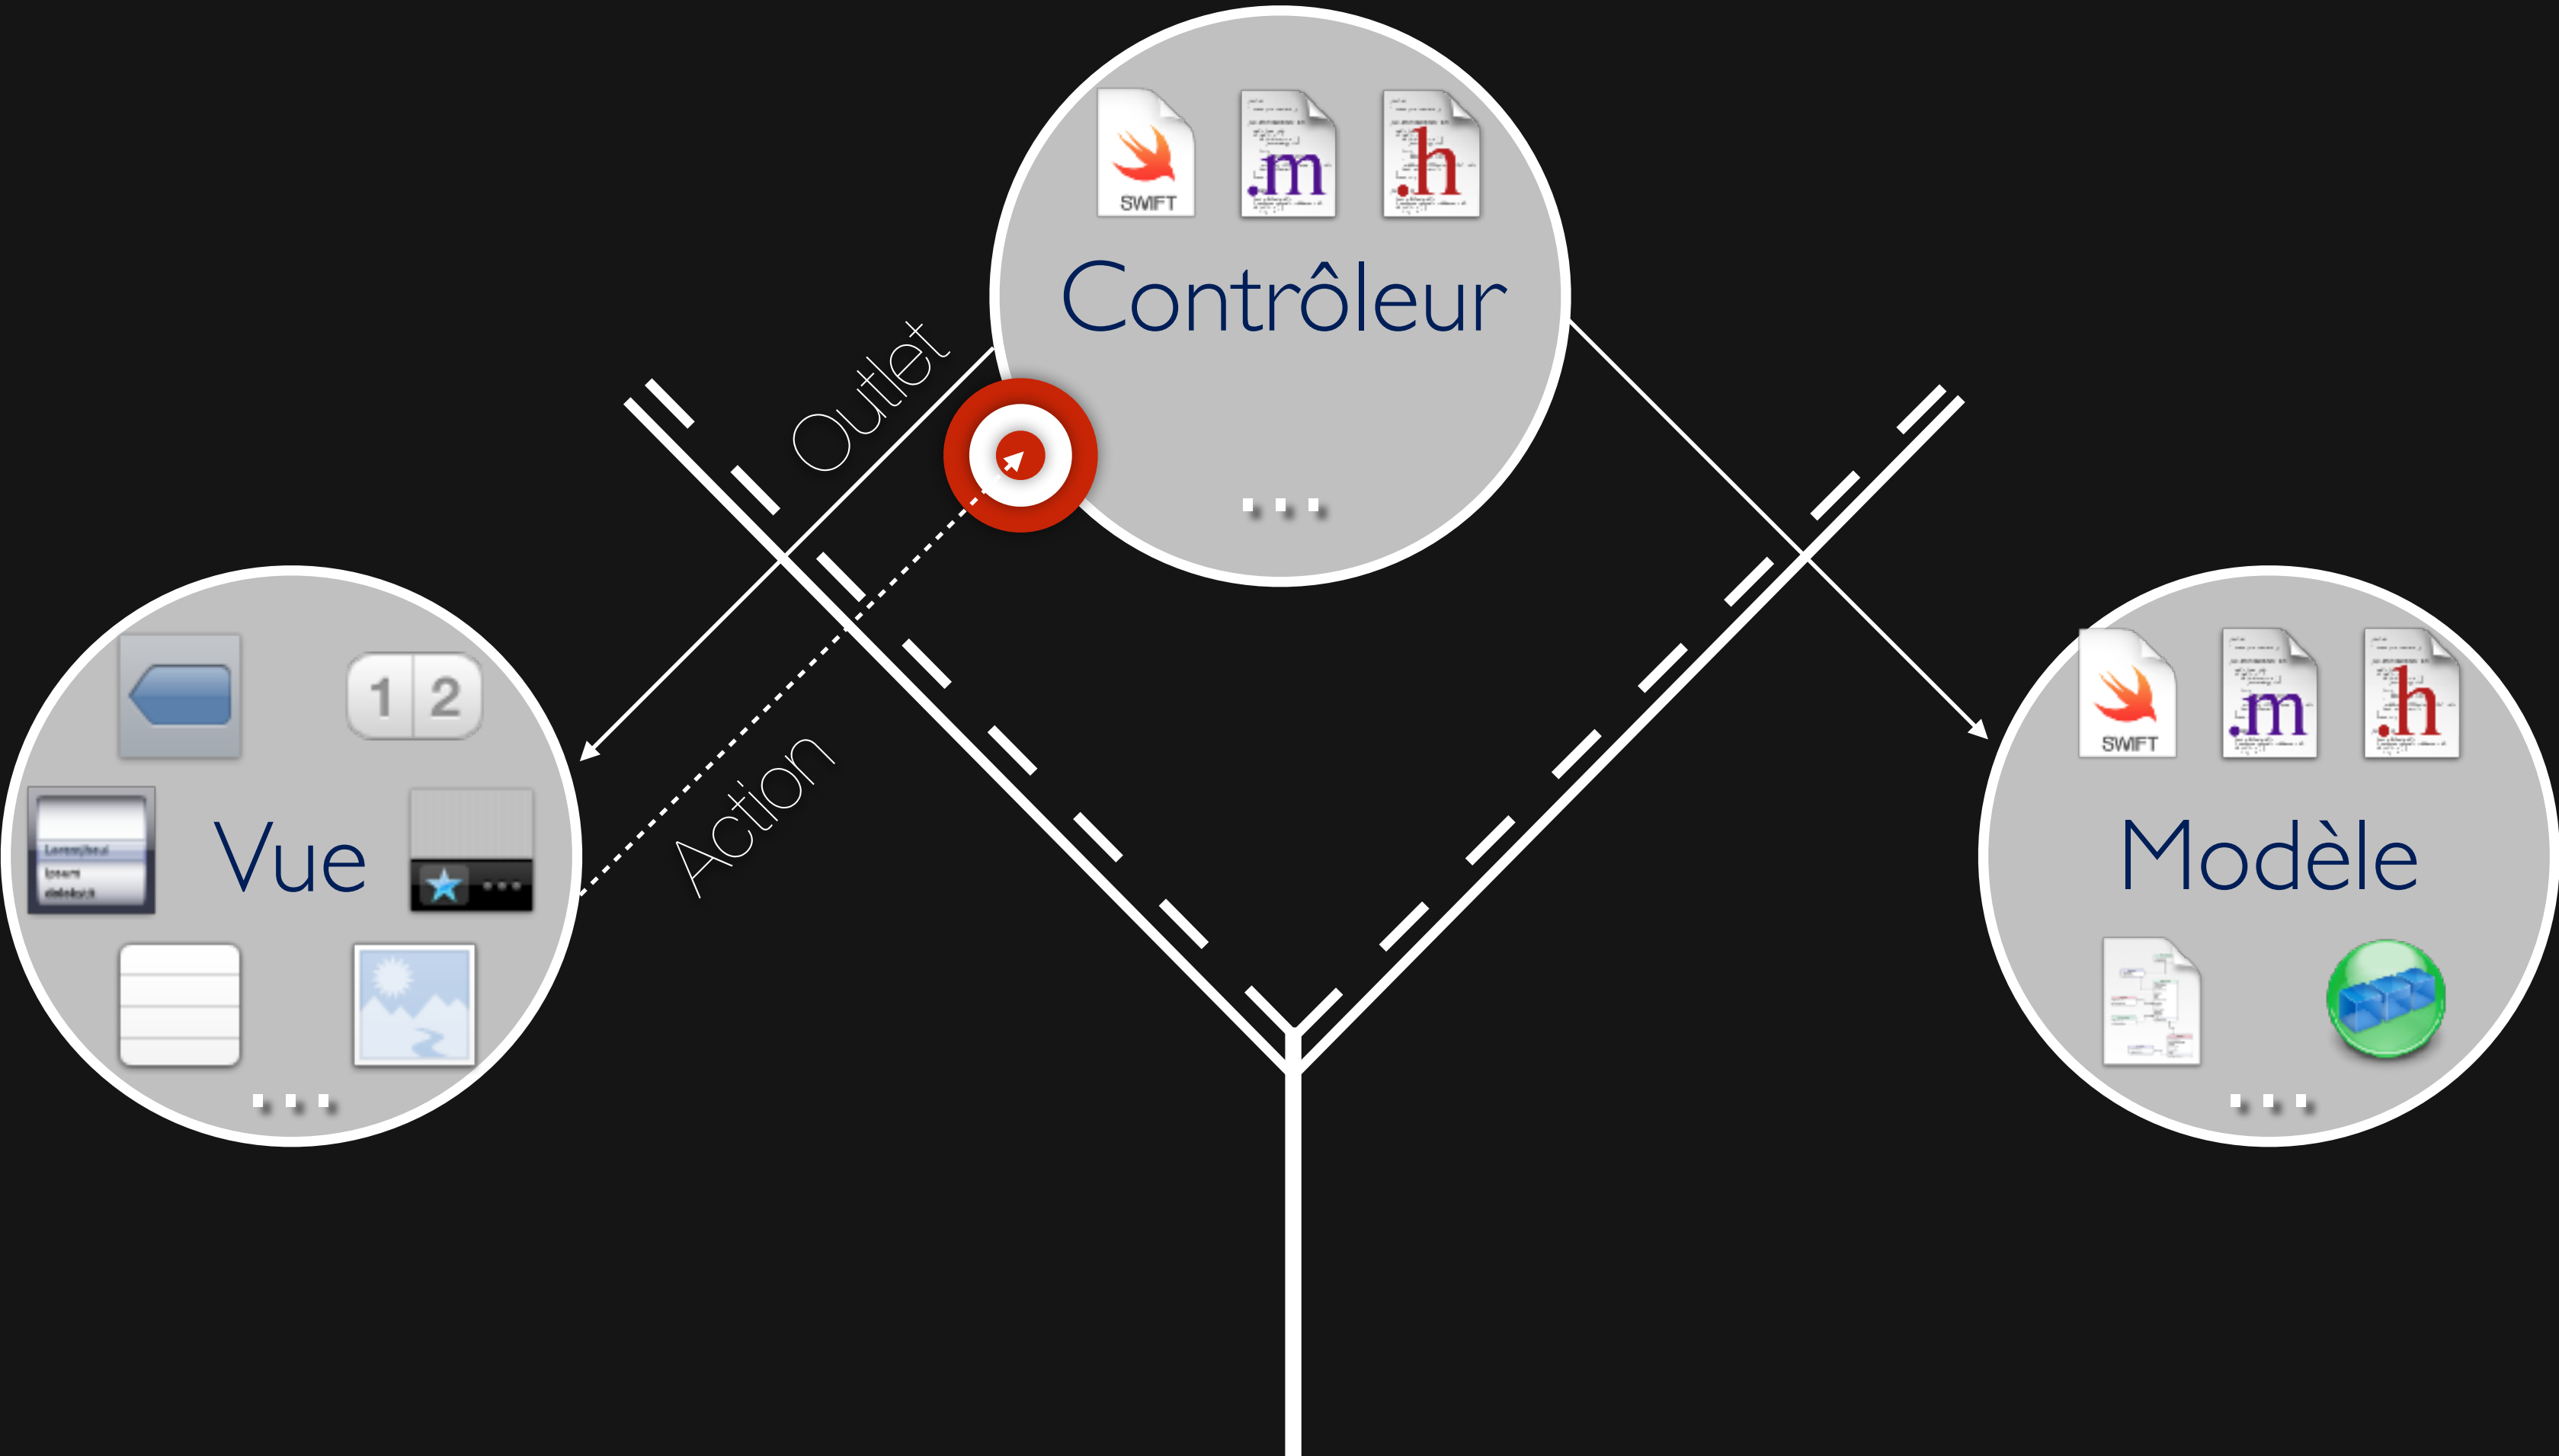 SWIFT
.m
.h
Contrôleur
Outlet
Action
1 2
Vue
SWIFT
.m
.h
Modèle
...
...
...